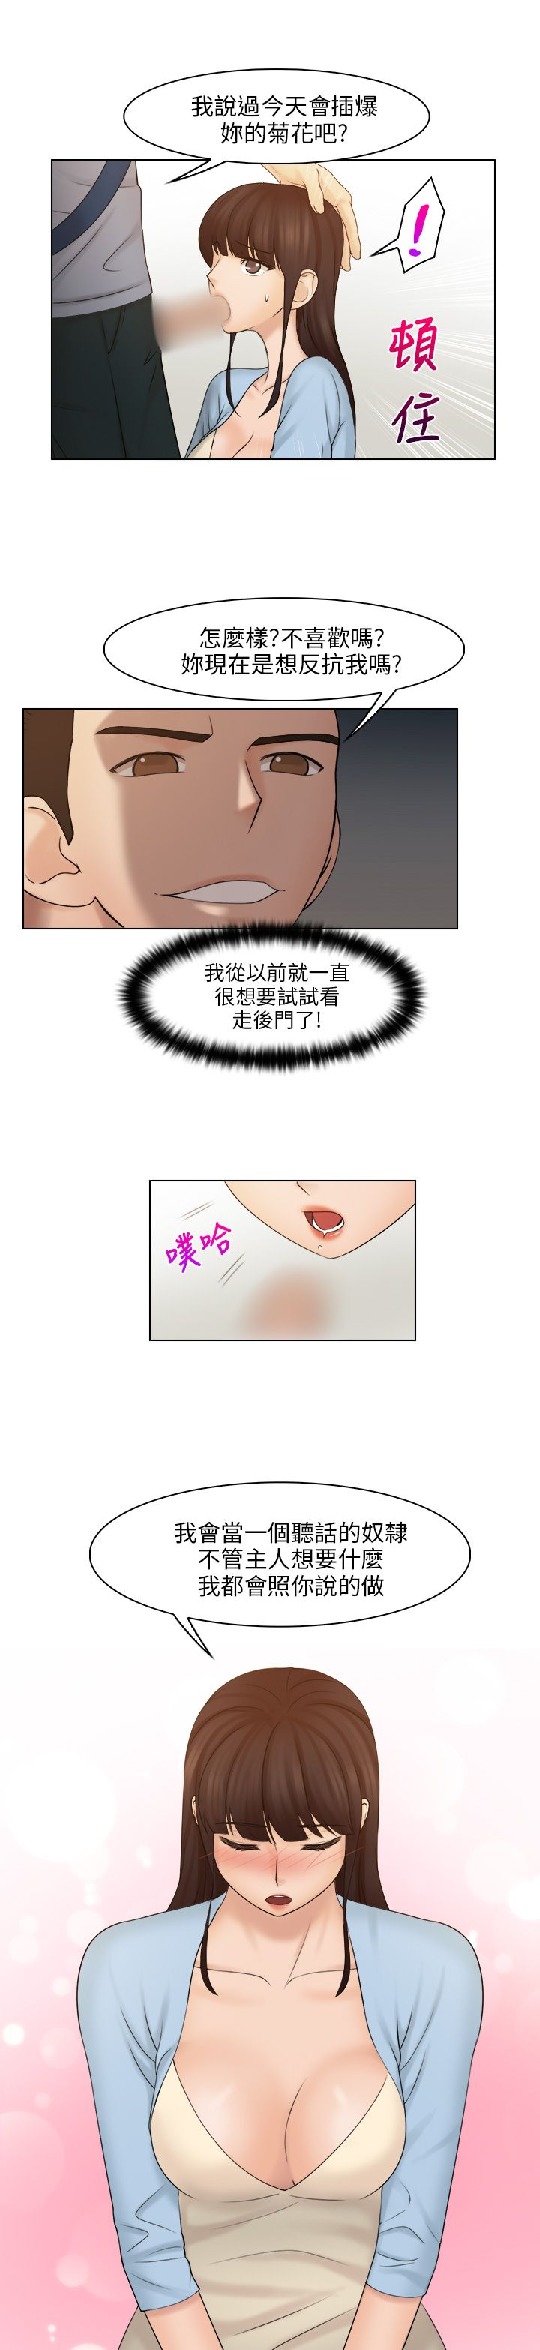 我說過今天會插爆
妳的菊花吧?
!
頓
住
怎麼樣?不喜歡嗎?
妳現在是想反抗我嗎?
我從以前就一直
很想要試試看
走後門了!
噗哈
我會當一個聽話的奴隸
不管主人想要什麼
我都會照你說的做